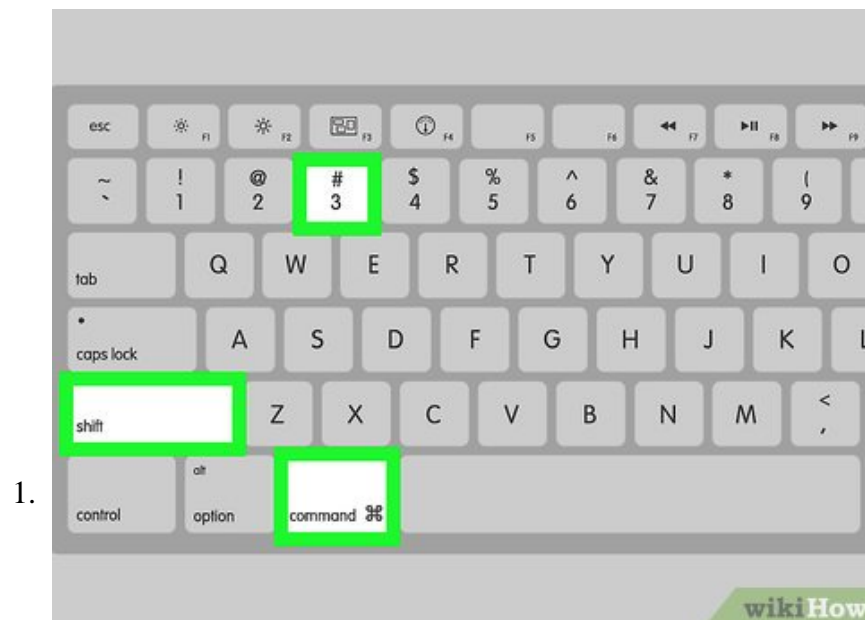 esc F1 F2 F3 F4 F5 F6 F7 F8 F9
~ ! @ # $ % ^ & * (
` 1 2 3 4 5 6 7 8 9
tab Q W E R T Y U I O
caps lock A S D F G H J K L
shift Z X C V B N M < ,
alt
1. control option command ⌘
wikiHow